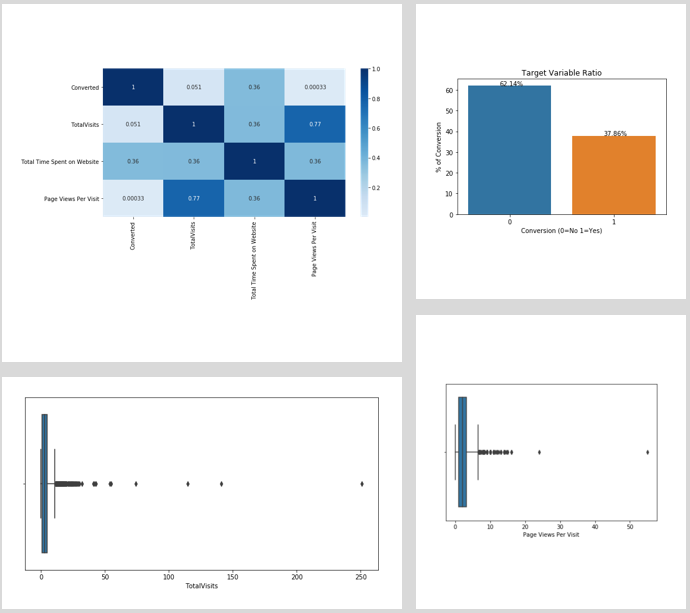 1.0
Converted 1 0.051 0.36 0.00033
0.8
TotalVisits 0.051 1 0.36 0.77
0.6
Total Time Spent on Website 0.36 0.36 1 0.36
0.4
Page Views Per Visit 0.00033 0.77 0.36 1
0.2
Converted
TotalVisits
Total Time Spent on Website
Page Views Per Visit
Target Variable Ratio
62.14%
37.86%
% of Conversion
60
50
40
30
20
10
0
0 1
Conversion (0=No 1=Yes)
0 50 100 150 200 250
TotalVisits
0 10 20 30 40 50
Page Views Per Visit